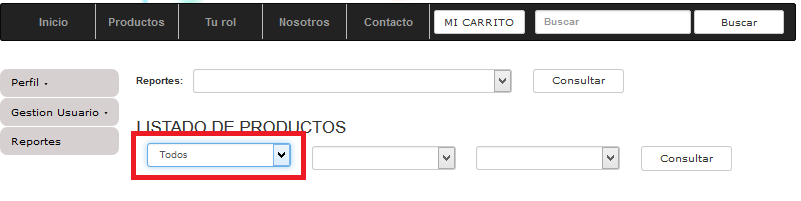 Inicio Productos Tu rol Nosotros Contacto MI CARRITO Buscar Buscar
Perfil
Reportes: Consultar
Gestion Usuario
LISTADO DE PRODUCTOS
Reportes
Todos Consultar